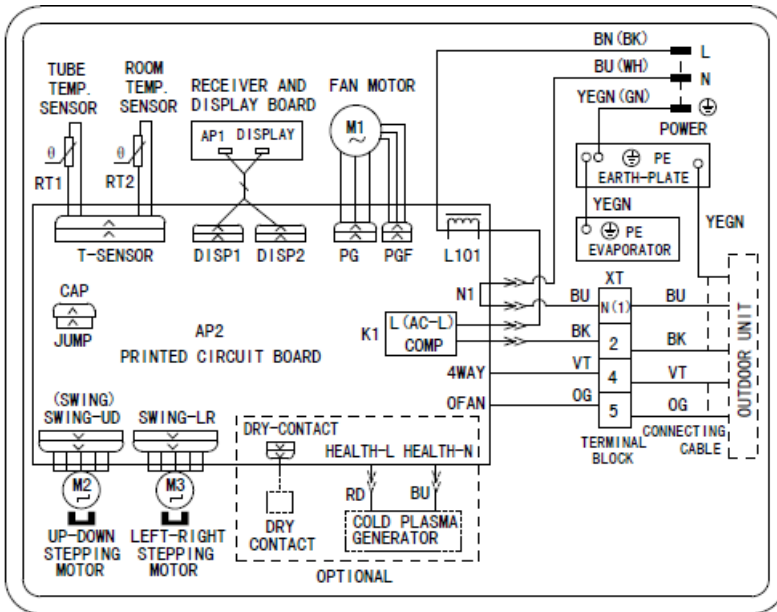 BN(BK)
L
BU(WH)
N
YEGN(GN)
POWER
TUBE
TEMP.
SENSOR
ROOM
TEMP.
SENSOR
RECEIVER AND
DISPLAY BOARD
FAN MOTOR
AP1 DISPLAY
M1
θ
RT1
θ
RT2
PE
EARTH-PLATE
YEGN
YEGN
PE
EVAPORATOR
T-SENSOR
DISP1
DISP2
PG
PGF
L101
CAP
JUMP
AP2
PRINTED CIRCUIT BOARD
N1
K1
L(AC-L)
COMP
4WAY
OFAN
XT
BU
N(1)
BU
BK
2
BK
VT
4
VT
OG
5
OG
TERMINAL
BLOCK
CONNECTING
CABLE
OUTDOOR UNIT
(SWING)
SWING-UD
SWING-LR
M2
M3
UP-DOWN
STEPPING
MOTOR
LEFT-RIGHT
STEPPING
MOTOR
DRY-CONTACT
HEALTH-L HEALTH-N
RD
BU
DRY
CONTACT
COLD PLASMA
GENERATOR
OPTIONAL